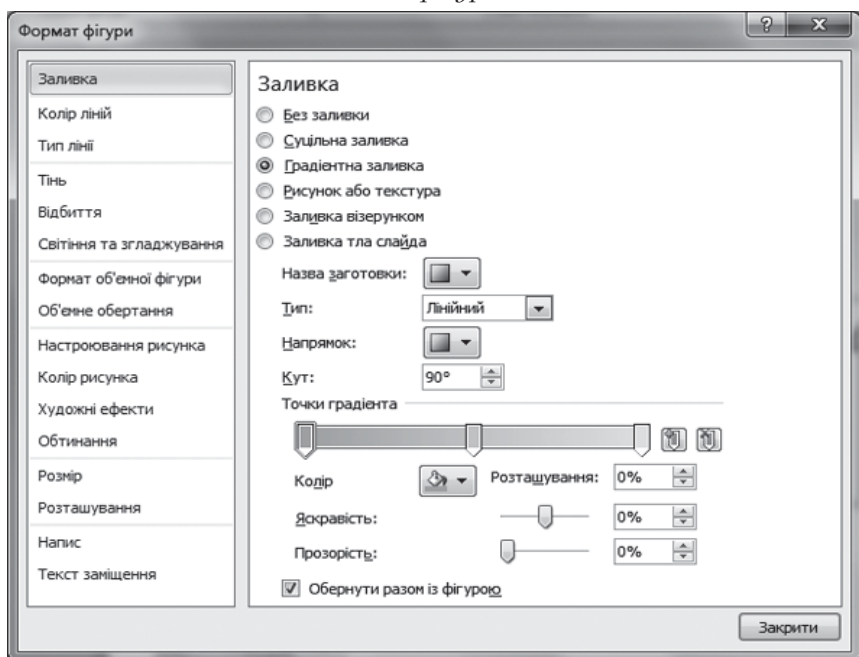 Формат фігури
Заливка
Колір ліній
Тип лінії
Тінь
Відбиття
Світіння та згладжування
Формат об'ємної фігури
Об'ємне обертання
Настроювання рисунка
Колір рисунка
Художні ефекти
Обтинання
Розмір
Розташування
Напис
Текст заміщення
Заливка
Без заливки
Суцільна заливка
Градієнтна заливка
Рисунок або текстура
Заливка візерунком
Заливка тла слайда
Назва заготовки:
Тип: Лінійний
Напрямок:
Кут: 90°
Точки градієнта
Колір Розташування: 0%
Яскравість: 0%
Прозорість: 0%
Обернути разом із фігурою
Закрити